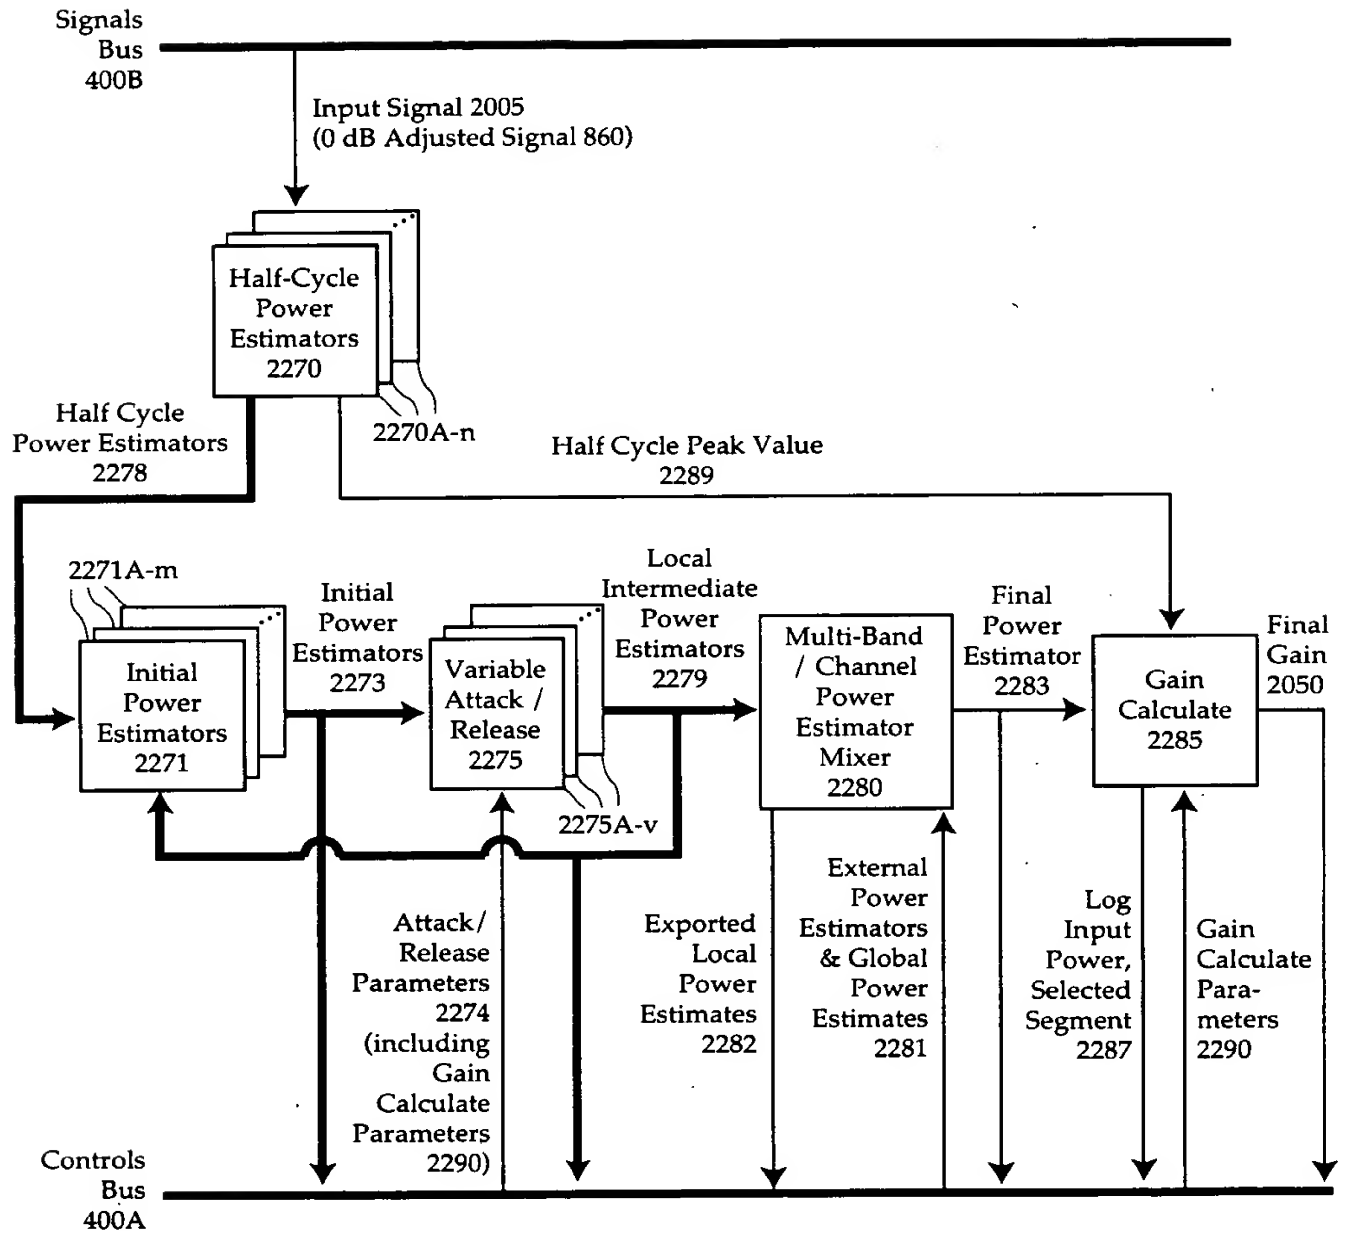 Signals
Bus
400B
Input Signal 2005
(0 dB Adjusted Signal 860)
Half-Cycle
Power
Estimators
2270
2270A-n
Half Cycle
Power Estimators
2278
Half Cycle Peak Value
2289
2271A-m
Initial
Power
Estimators
2271
Initial
Power
Estimators
2273
Variable
Attack /
Release
2275
2275A-v
Local
Intermediate
Power
Estimators
2279
Multi-Band
/ Channel
Power
Estimator
Mixer
2280
Final
Power
Estimator
2283
Gain
Calculate
2285
Final
Gain
2050
Attack/
Release
Parameters
2274
(including
Gain
Calculate
Parameters
2290)
Exported
Local
Power
Estimates
2282
External
Power
Estimators
& Global
Power
Estimates
2281
Log
Input
Power,
Selected
Segment
2287
Gain
Calculate
Para-
meters
2290
Controls
Bus
400A